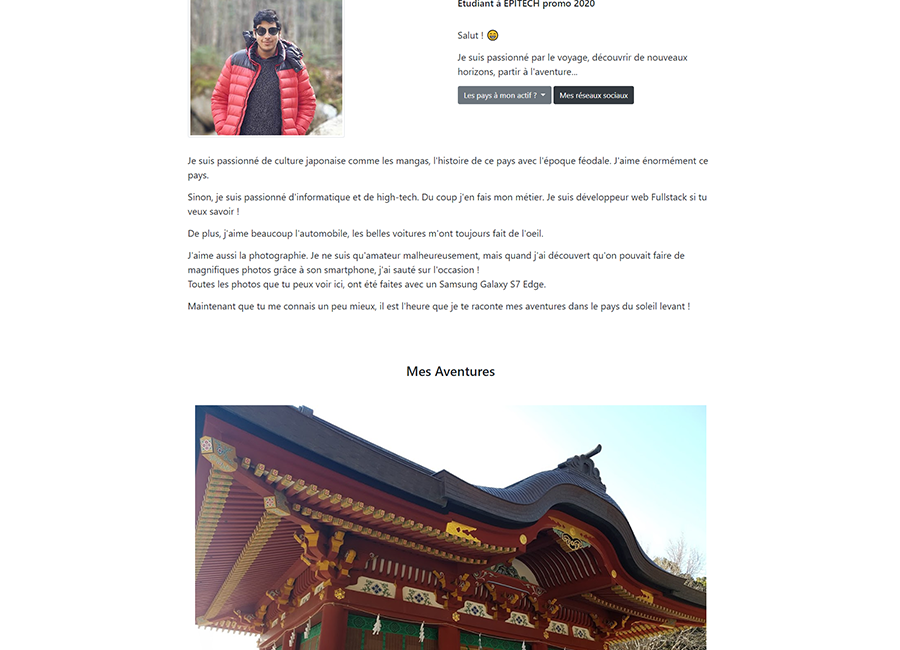 Etudiant à EPITECH promo 2020
Salut ! 😄
Je suis passionné par le voyage, découvrir de nouveaux
horizons, partir à l'aventure...
Les pays à mon actif ?
Mes réseaux sociaux
Je suis passionné de culture japonaise comme les mangas, l'histoire de ce pays avec l'époque féodale. J'aime énormément ce
pays.
Sinon, je suis passionné d'informatique et de high-tech. Du coup j'en fais mon métier. Je suis développeur web Fullstack si tu
veux savoir !
De plus, j'aime beaucoup l'automobile, les belles voitures m'ont toujours fait de l'oeil.
J'aime aussi la photographie. Je ne suis qu'amateur malheureusement, mais quand j'ai découvert qu'on pouvait faire de
magnifiques photos grâce à son smartphone, j'ai sauté sur l'occasion !
Toutes les photos que tu peux voir ici, ont été faites avec un Samsung Galaxy S7 Edge.
Maintenant que tu me connais un peu mieux, il est l'heure que je te raconte mes aventures dans le pays du soleil levant !
Mes Aventures